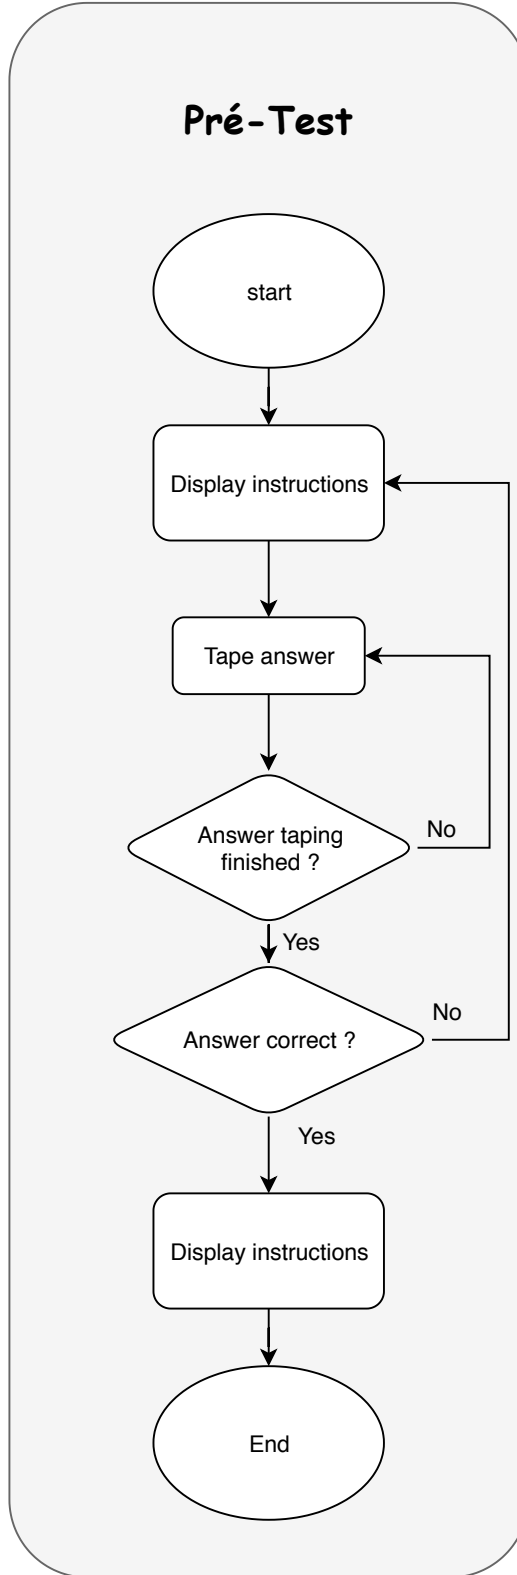 Pré-Test
start
Display instructions
Tape answer
Answer taping
finished ?
No
Yes
Answer correct ?
No
Yes
Display instructions
End